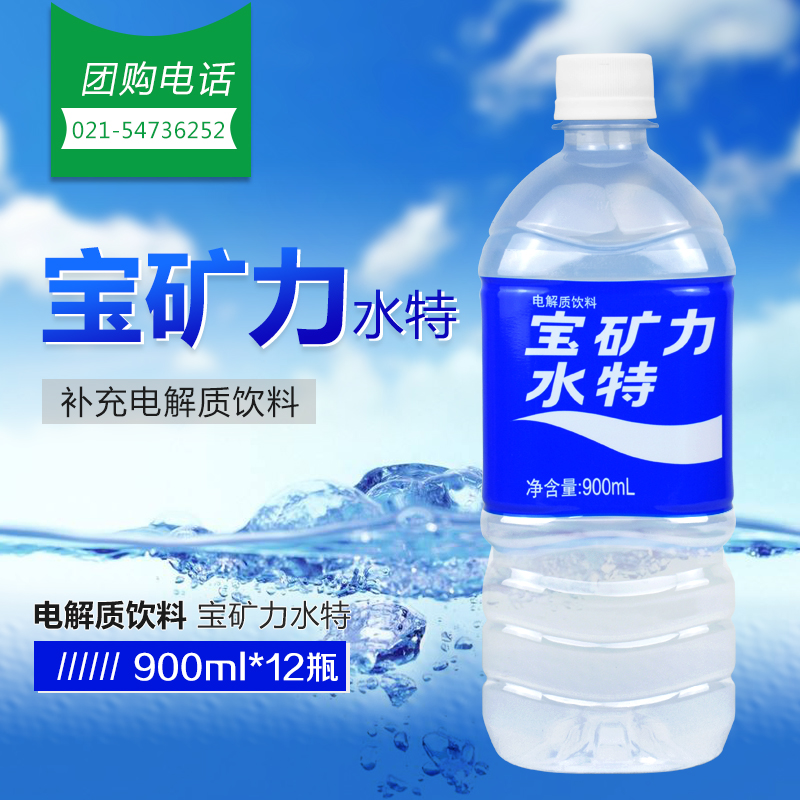 团购电话
021-54736252
宝矿力水特
补充电解质饮料
电解质饮料
宝矿力
水特
净含量:900mL
电解质饮料 宝矿力水特
////// 900ml*12瓶